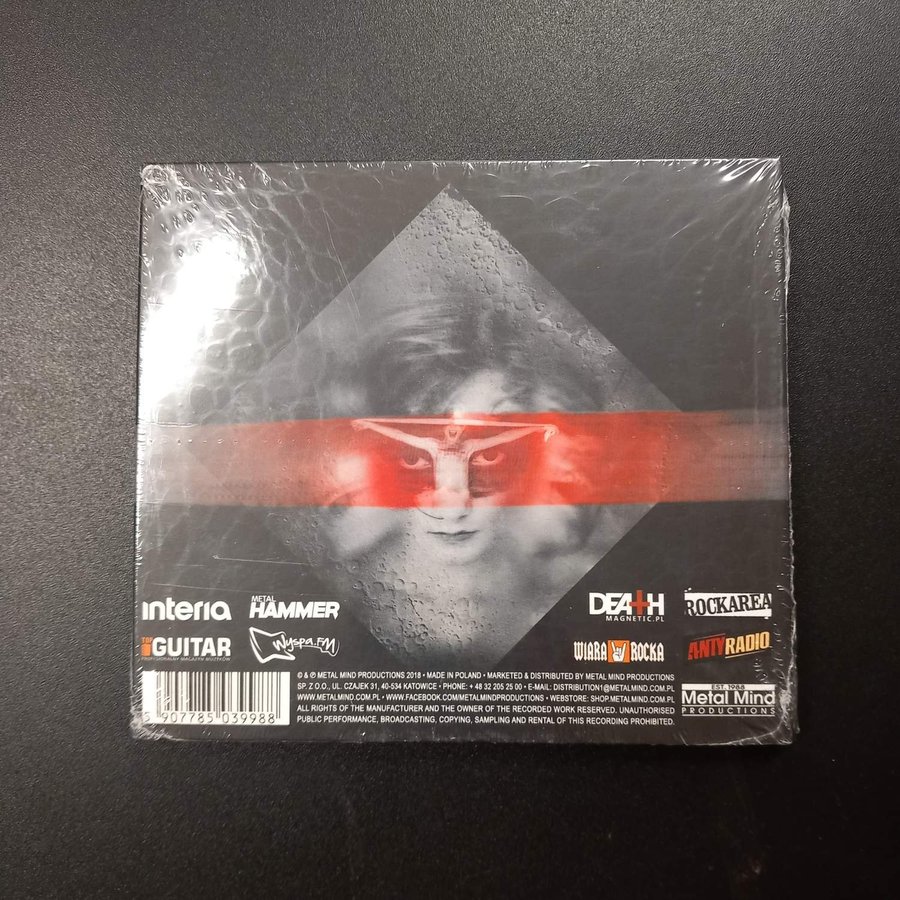 interia
METAL HAMMER
DEATH
MAGNETIC.PL
ROCKAREA
TOP GUITAR
PROFESJONALNY MAGAZYN MUZYKÓW
Wyspa.FM
WIARA ROCKA
ANTYRADIO
© & ℗ METAL MIND PRODUCTIONS 2018 • MADE IN POLAND • MARKETED & DISTRIBUTED BY METAL MIND PRODUCTIONS
SP. Z O.O., UL. CZAJEK 31, 40-534 KATOWICE • PHONE: + 48 32 205 25 00 • E-MAIL: DISTRIBUTION1@METALMIND.COM.PL
WWW.METALMIND.COM.PL • WWW.FACEBOOK.COM/METALMINDPRODUCTIONS • WEBSTORE: SHOP.METALMIND.COM.PL
ALL RIGHTS OF THE MANUFACTURER AND THE OWNER OF THE RECORDED WORK RESERVED. UNAUTHORISED
PUBLIC PERFORMANCE, BROADCASTING, COPYING, SAMPLING AND RENTAL OF THIS RECORDING PROHIBITED.
EST. 1988
Metal Mind
PRODUCTIONS
5 907785 039988